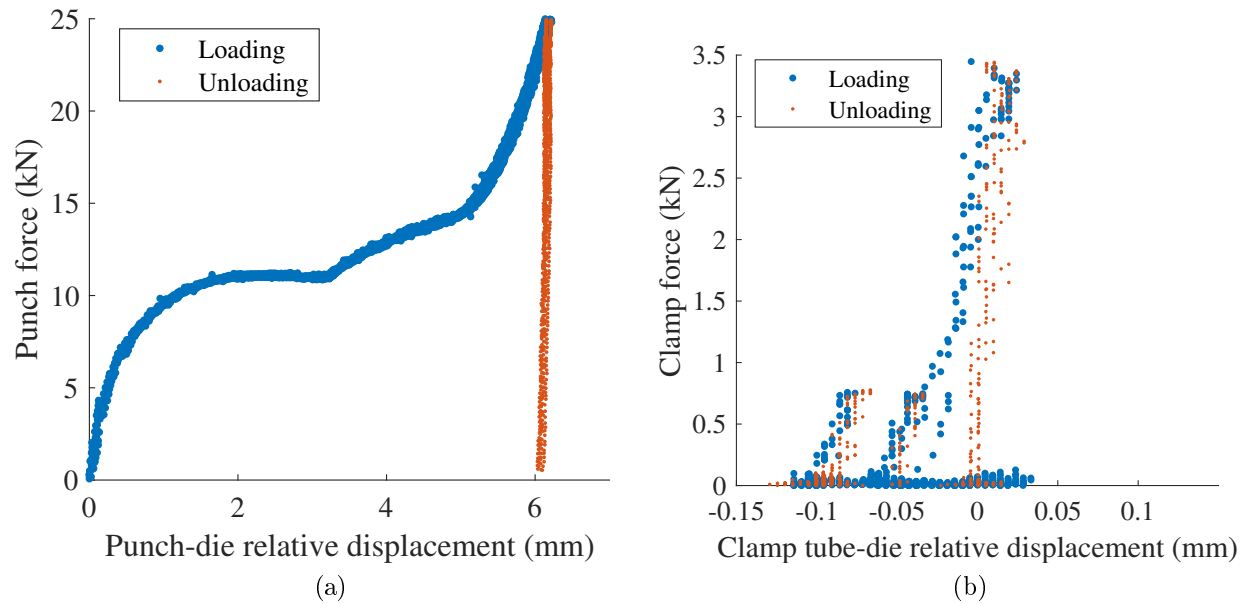 25
20
15
10
5
0
0
2
4
6
Punch force (kN)
Punch-die relative displacement (mm)
Loading
Unloading
(a)
3.5
3
2.5
2
1.5
1
0.5
0
-0.15
-0.1
-0.05
0
0.05
0.1
Clamp force (kN)
Clamp tube-die relative displacement (mm)
Loading
Unloading
(b)